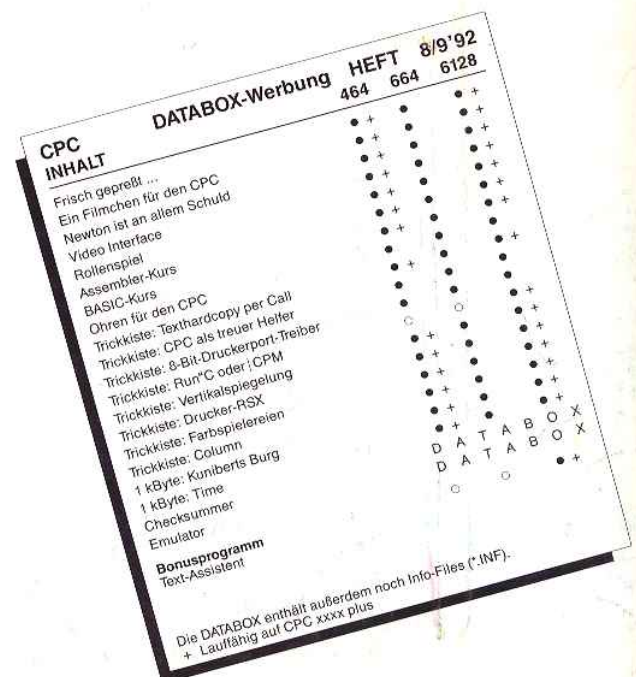 CPC DATABOX-Werbung HEFT 8/9'92
INHALT 464 664 6128
Frisch gepreßt ...
Ein Filmchen für den CPC
Newton ist an allem Schuld
Video Interface
Rollenspiel
Assembler-Kurs
BASIC-Kurs
Ohren für den CPC
Trickkiste: Texthardcopy per Call
Trickkiste: CPC als treuer Helfer
Trickkiste: 8-Bit-Druckerport-Treiber
Trickkiste: Run"C oder¦CPM
Trickkiste: Vertikalspiegelung
Trickkiste: Drucker-RSX
Trickkiste: Farbspielereien
Trickkiste: Column
1 kByte: Kuniberts Burg
1 kByte: Time
Checksummer D A T A B O X
Emulator D A T A B O X
Bonusprogramm
Text-Assistent
Die DATABOX enthält außerdem noch Info-Files (*.INF).
+ Lauffähig auf CPC xxxx plus